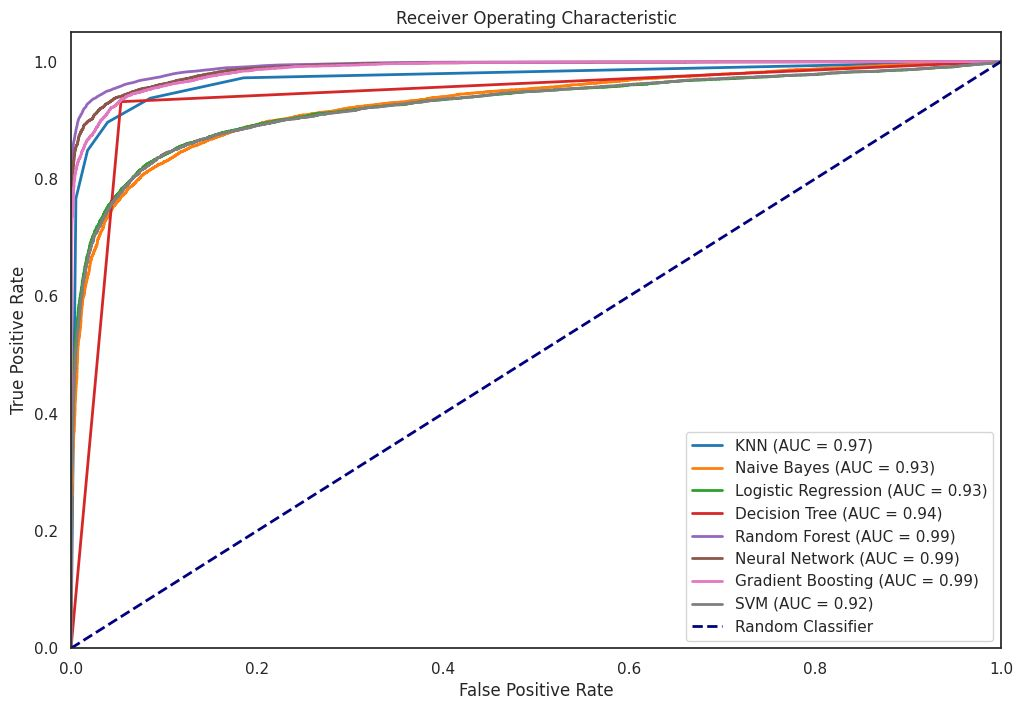 Receiver Operating Characteristic
True Positive Rate
1.0
0.8
0.6
0.4
0.2
0.0
KNN (AUC = 0.97)
Naive Bayes (AUC = 0.93)
Logistic Regression (AUC = 0.93)
Decision Tree (AUC = 0.94)
Random Forest (AUC = 0.99)
Neural Network (AUC = 0.99)
Gradient Boosting (AUC = 0.99)
SVM (AUC = 0.92)
Random Classifier
0.0 0.2 0.4 0.6 0.8 1.0
False Positive Rate